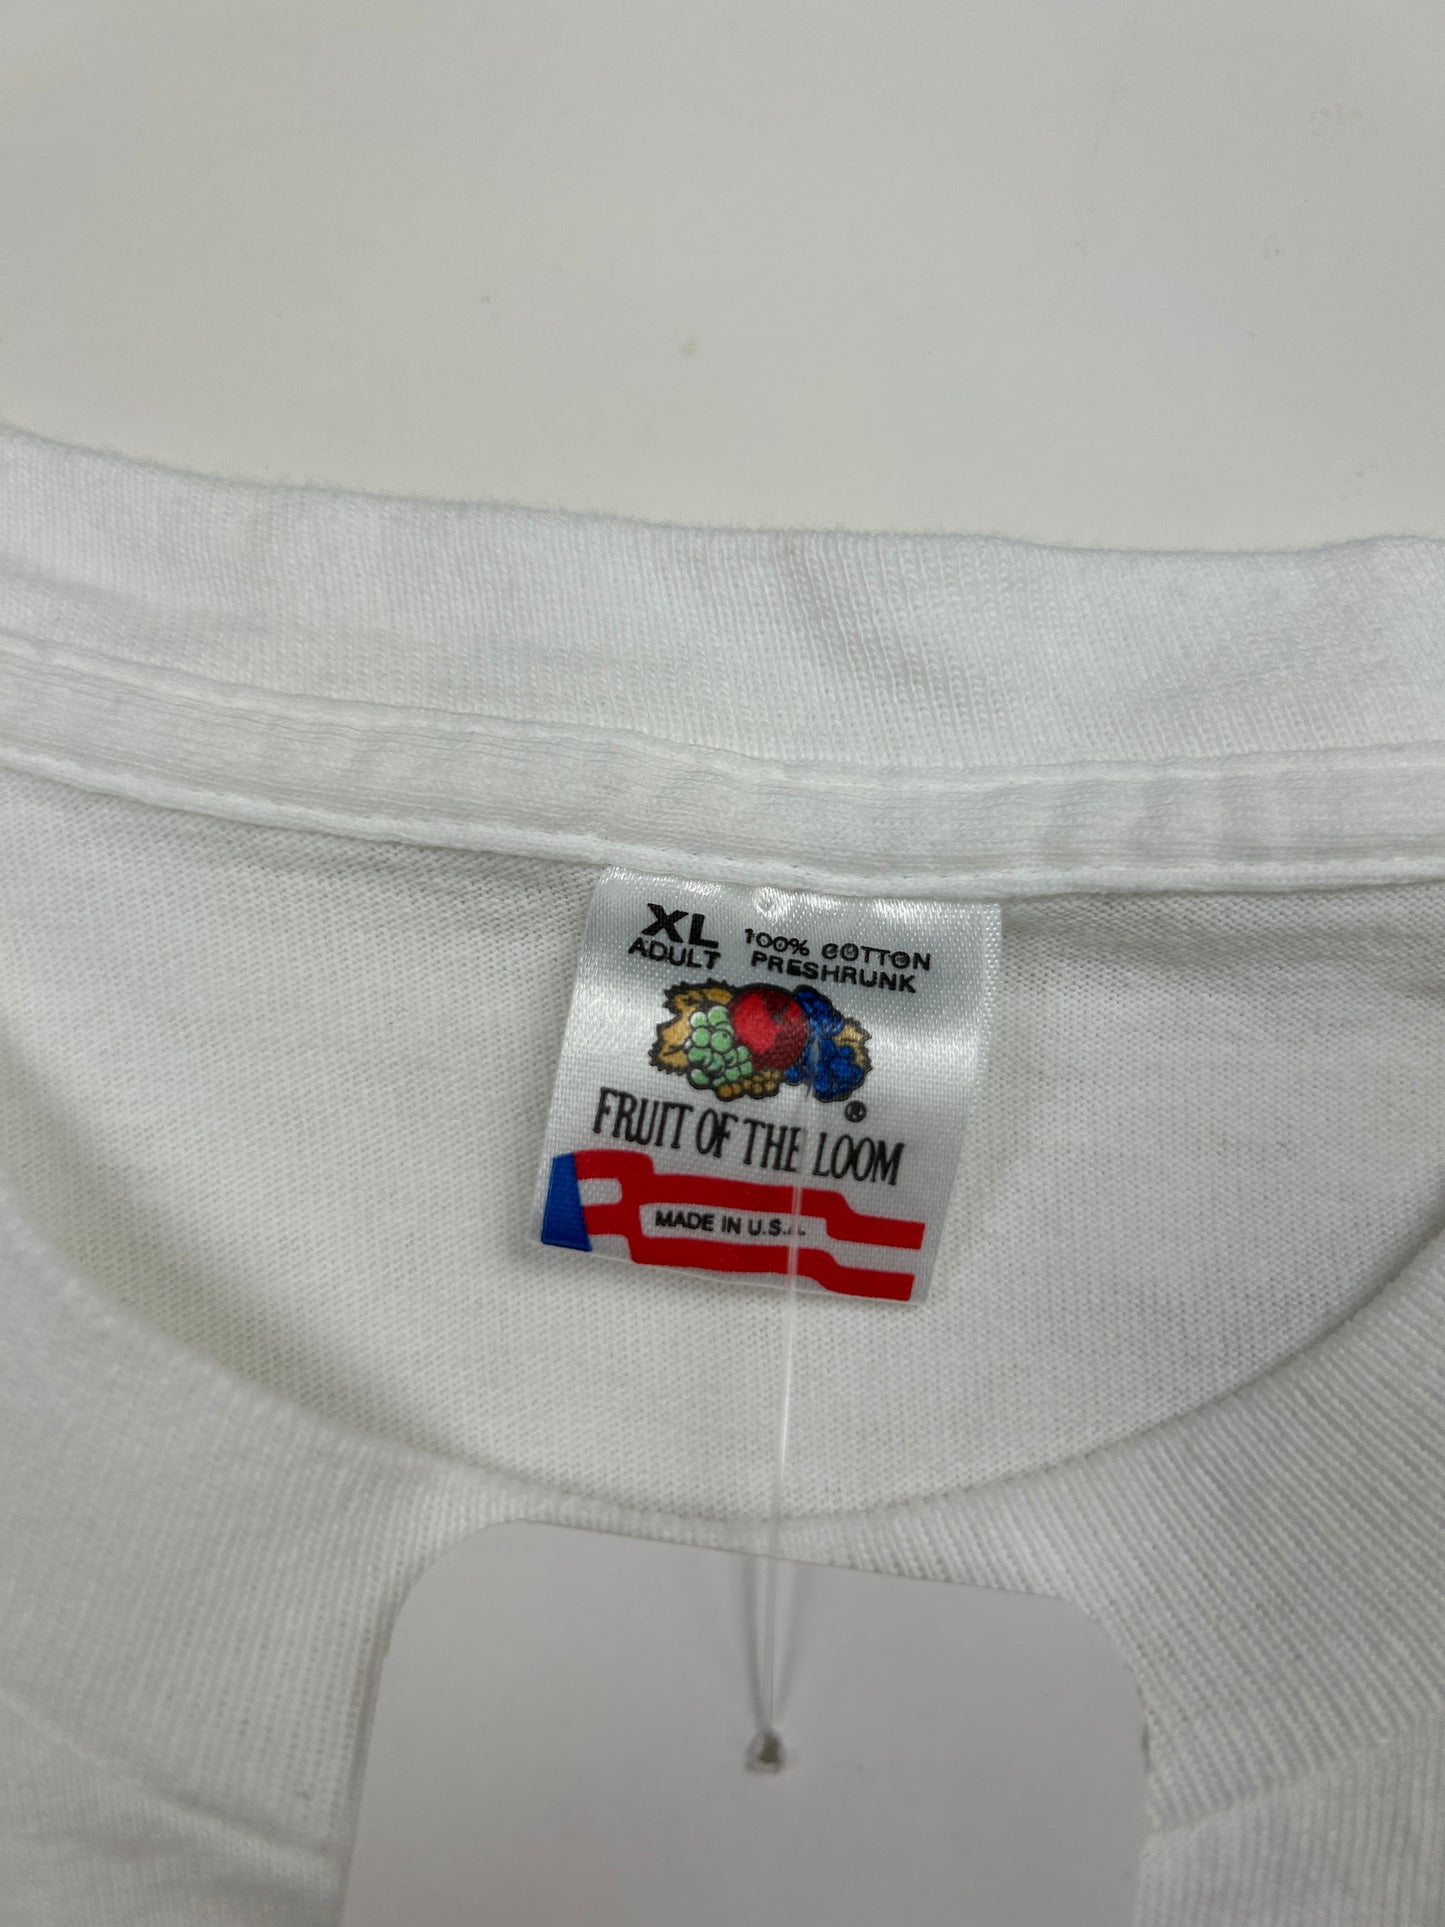 XL 100% COTTON
ADULT PRESHRUNK
®
FRUIT OF THE LOOM
MADE IN U.S.A.